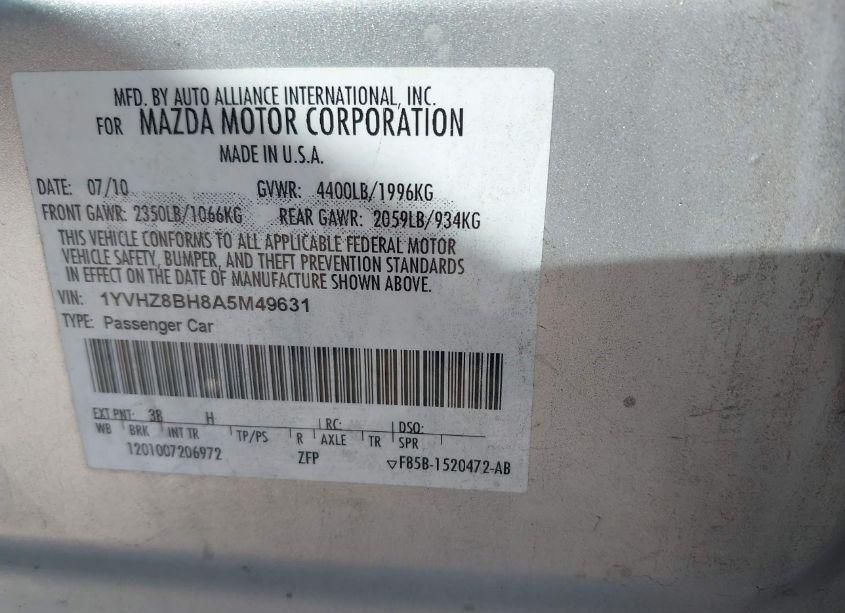 MFD. BY AUTO ALLIANCE INTERNATIONAL, INC.
FOR MAZDA MOTOR CORPORATION
MADE IN U.S.A.
DATE: 07/10 GVWR: 4400LB/1996KG
FRONT GAWR: 2350LB/1066KG REAR GAWR: 2059LB/934KG
THIS VEHICLE CONFORMS TO ALL APPLICABLE FEDERAL MOTOR
VEHICLE SAFETY, BUMPER, AND THEFT PREVENTION STANDARDS
IN EFFECT ON THE DATE OF MANUFACTURE SHOWN ABOVE.
VIN: 1YVHZ8BH8A5M49631
TYPE: Passenger Car
EXT PNT: 38 H RC: DSO:
WB BRK INT TR TP/PS R AXLE TR SPR
1201007206972 ZFP ▽F85B-1520472-AB